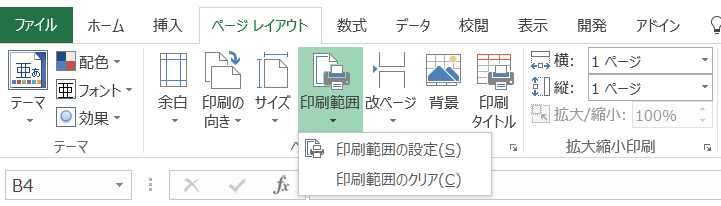 ファイル ホーム 挿入 ページ レイアウト 数式 データ 校閲 表示 開発 アドイン
亜ぁ 配色 横: 1 ページ
亜 フォント 縦: 1 ページ
効果 拡大/縮小: 100%
テーマ 余白 印刷の向き サイズ 印刷範囲 改ページ 背景 印刷タイトル
テーマ 拡大縮小印刷
印刷範囲の設定(S)
印刷範囲のクリア(C)
B4 fx